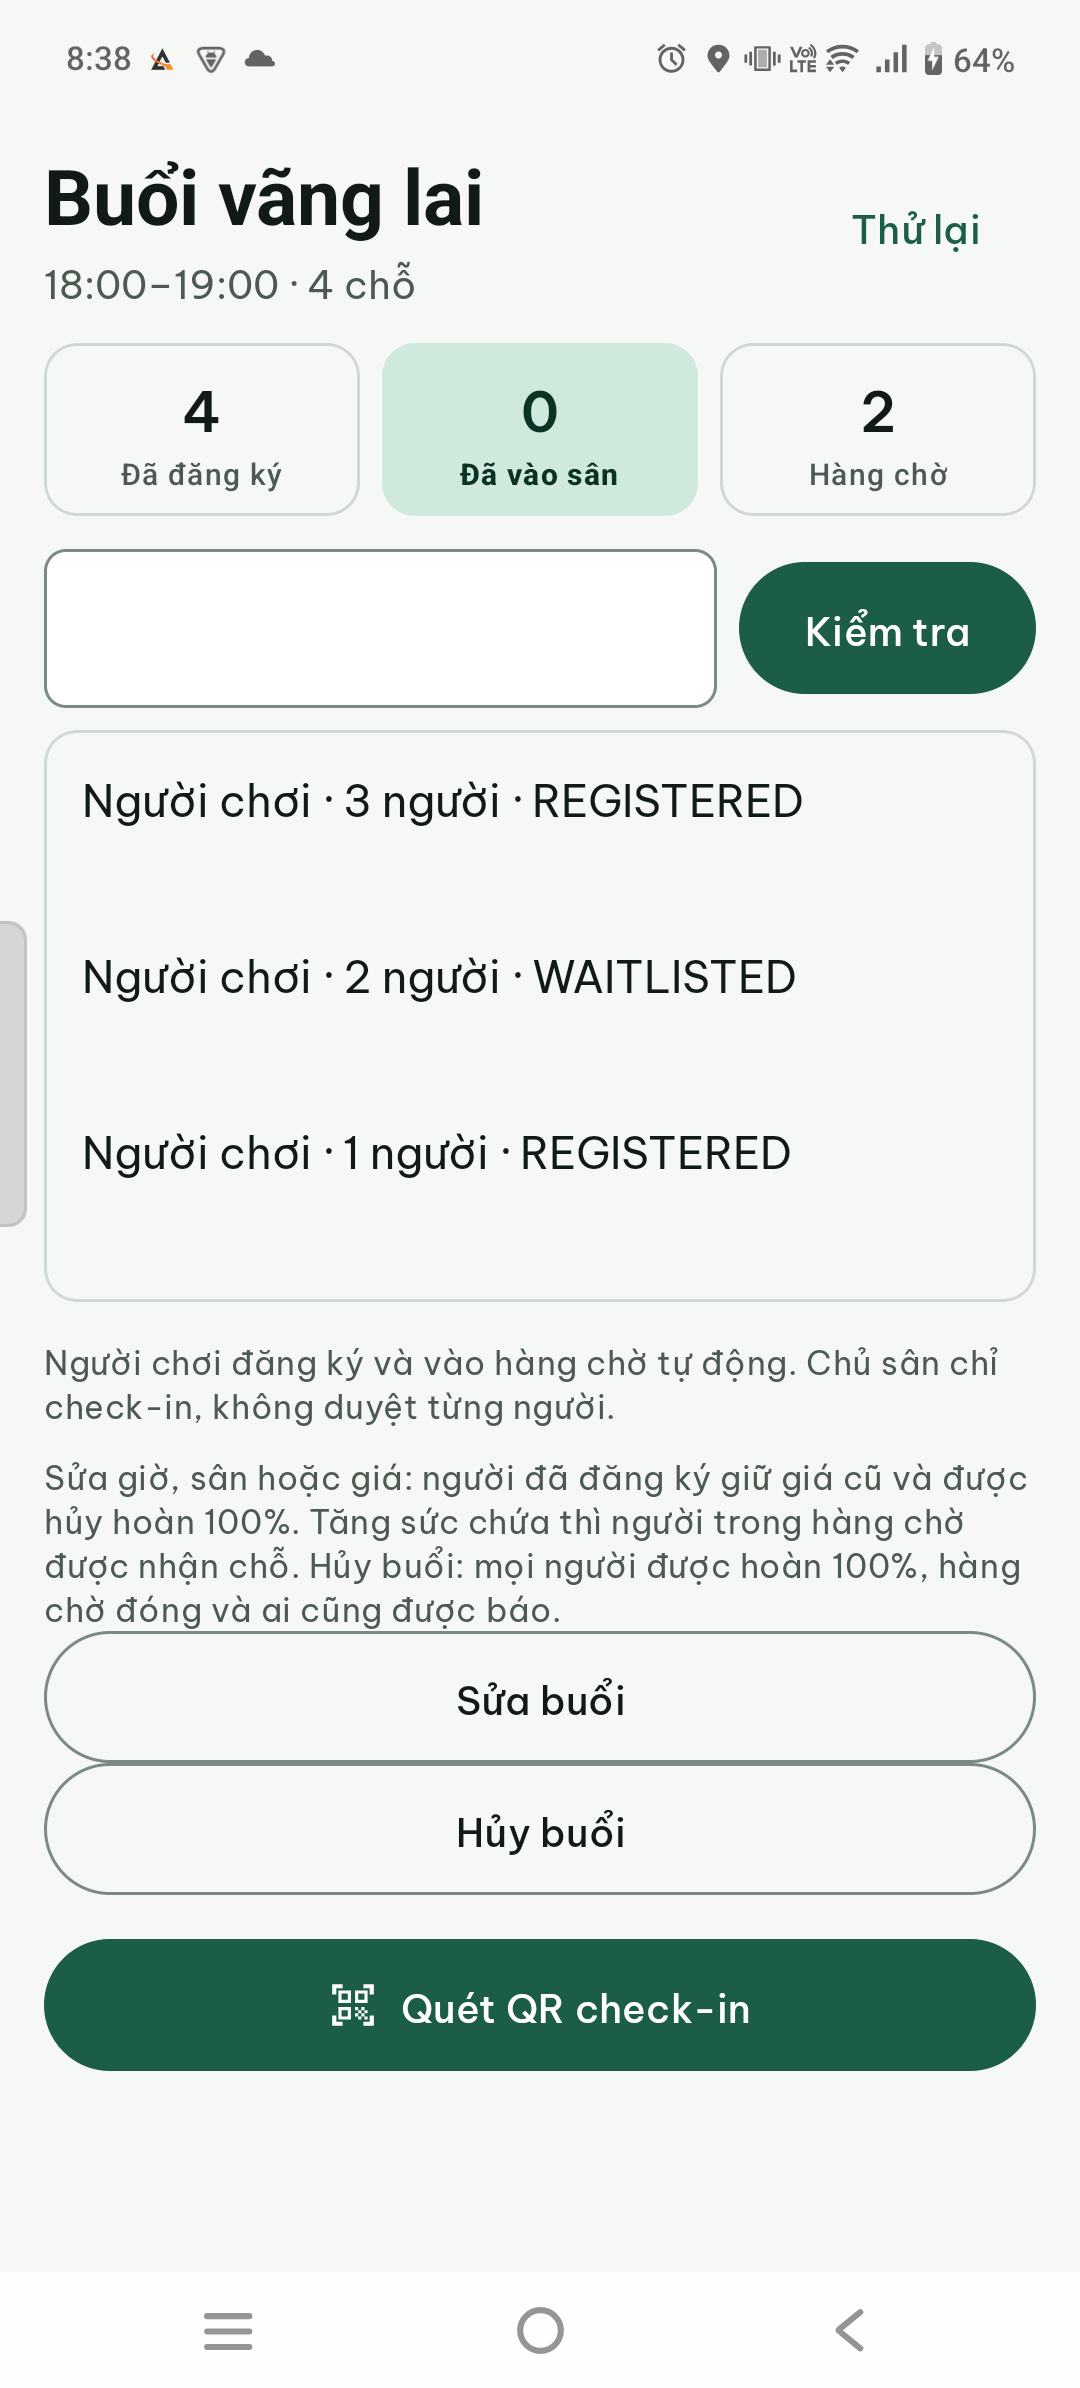 8:38
VoLTE
64%
Buổi vãng lai
Thử lại
18:00–19:00 · 4 chỗ
4
0
2
Đã đăng ký
Đã vào sân
Hàng chờ
Kiểm tra
Người chơi · 3 người · REGISTERED
Người chơi · 2 người · WAITLISTED
Người chơi · 1 người · REGISTERED
Người chơi đăng ký và vào hàng chờ tự động. Chủ sân chỉ
check-in, không duyệt từng người.
Sửa giờ, sân hoặc giá: người đã đăng ký giữ giá cũ và được
hủy hoàn 100%. Tăng sức chứa thì người trong hàng chờ
được nhận chỗ. Hủy buổi: mọi người được hoàn 100%, hàng
chờ đóng và ai cũng được báo.
Sửa buổi
Hủy buổi
Quét QR check-in